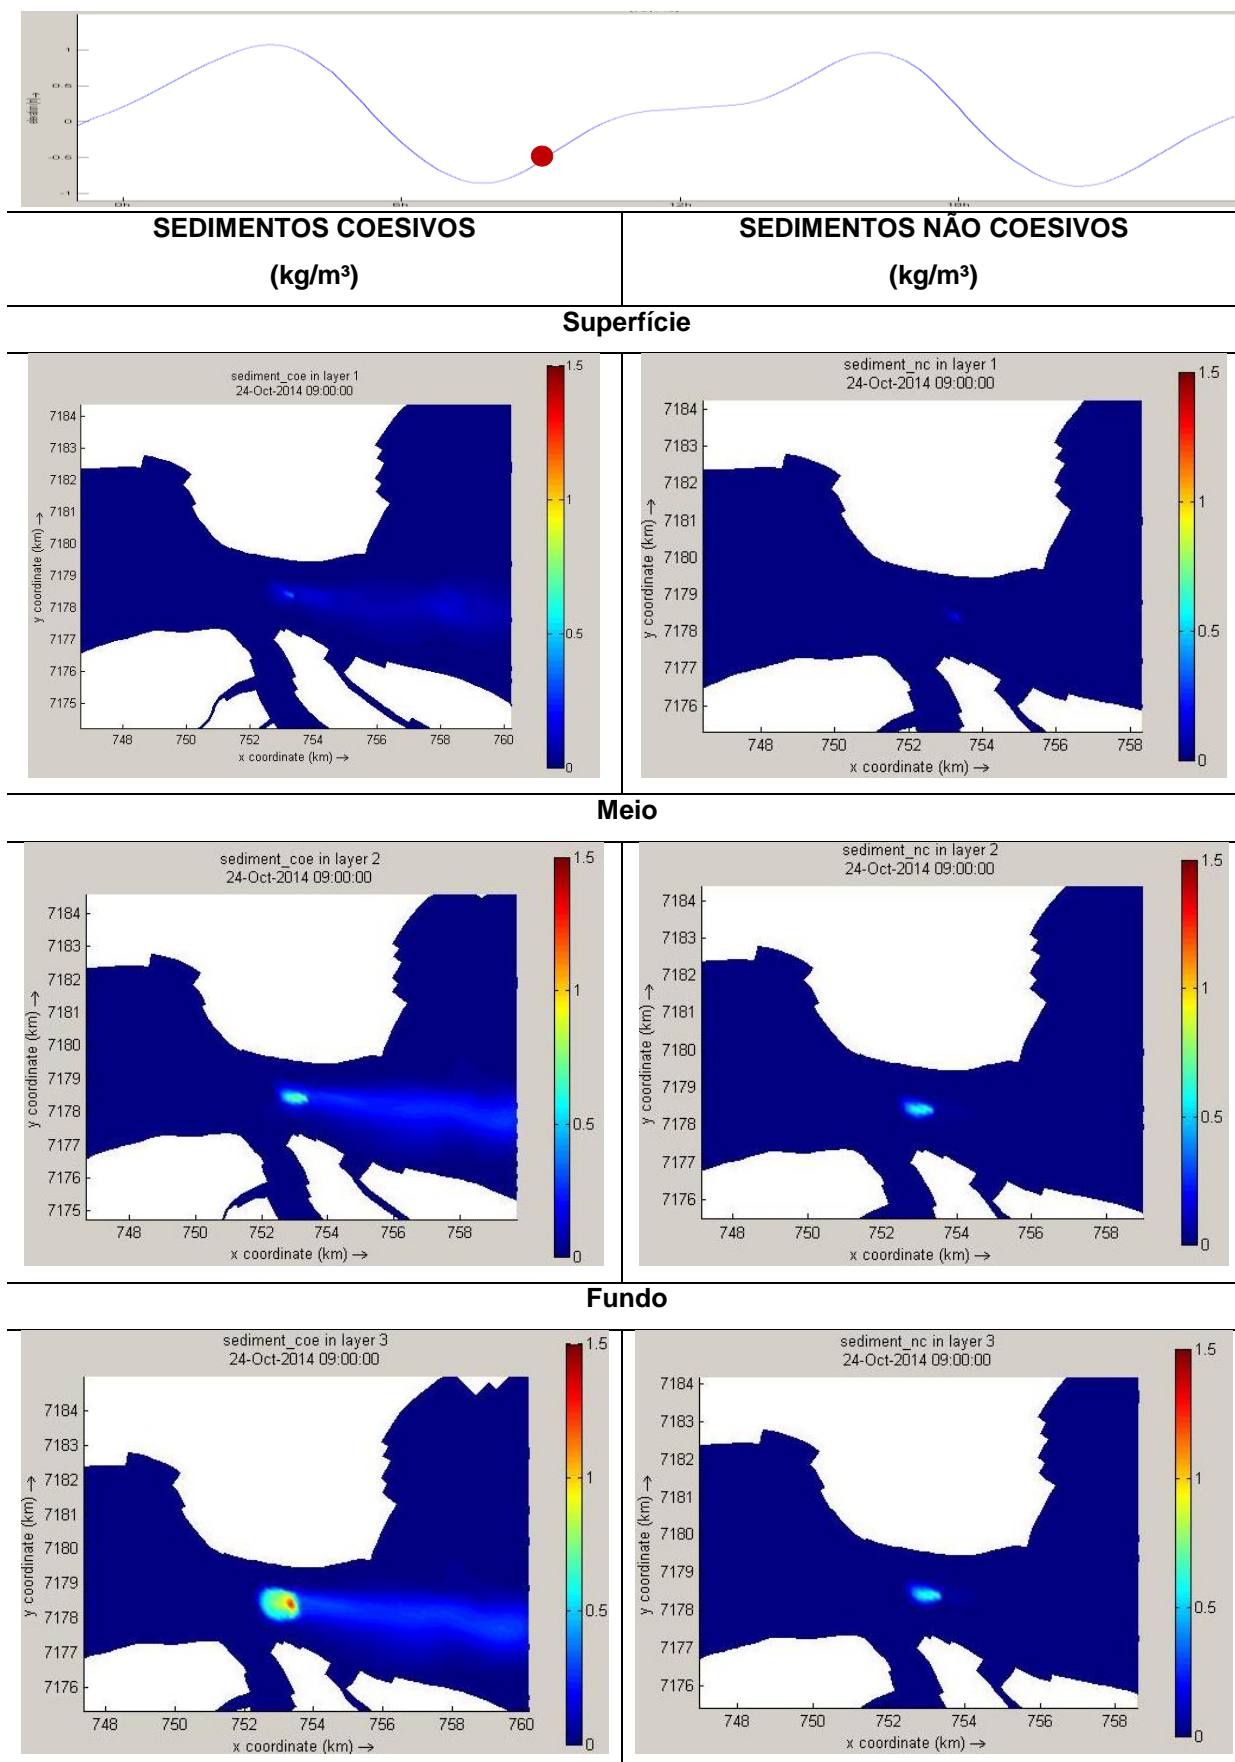 1
0.5
0
-0.5
-1
12h
SEDIMENTOS COESIVOS
(kg/m³)
SEDIMENTOS NÃO COESIVOS
(kg/m³)
Superfície
sediment_coe in layer 1
24-Oct-2014 09:00:00
7184
7183
7182
7181
7180
7179
7178
7177
7176
7175
y coordinate (km) →
748 750 752 754 756 758 760
x coordinate (km) →
1.5
1
0.5
0
sediment_nc in layer 1
24-Oct-2014 09:00:00
7184
7183
7182
7181
7180
7179
7178
7177
7176
y coordinate (km) →
748 750 752 754 756 758
x coordinate (km) →
1.5
1
0.5
0
Meio
sediment_coe in layer 2
24-Oct-2014 09:00:00
7184
7183
7182
7181
7180
7179
7178
7177
7176
7175
y coordinate (km) →
748 750 752 754 756 758
x coordinate (km) →
1.5
1
0.5
0
sediment_nc in layer 2
24-Oct-2014 09:00:00
7184
7183
7182
7181
7180
7179
7178
7177
7176
y coordinate (km) →
748 750 752 754 756 758
x coordinate (km) →
1.5
1
0.5
0
Fundo
sediment_coe in layer 3
24-Oct-2014 09:00:00
7184
7183
7182
7181
7180
7179
7178
7177
7176
y coordinate (km) →
748 750 752 754 756 758 760
x coordinate (km) →
1.5
1
0.5
0
sediment_nc in layer 3
24-Oct-2014 09:00:00
7184
7183
7182
7181
7180
7179
7178
7177
7176
y coordinate (km) →
748 750 752 754 756 758
x coordinate (km) →
1.5
1
0.5
0